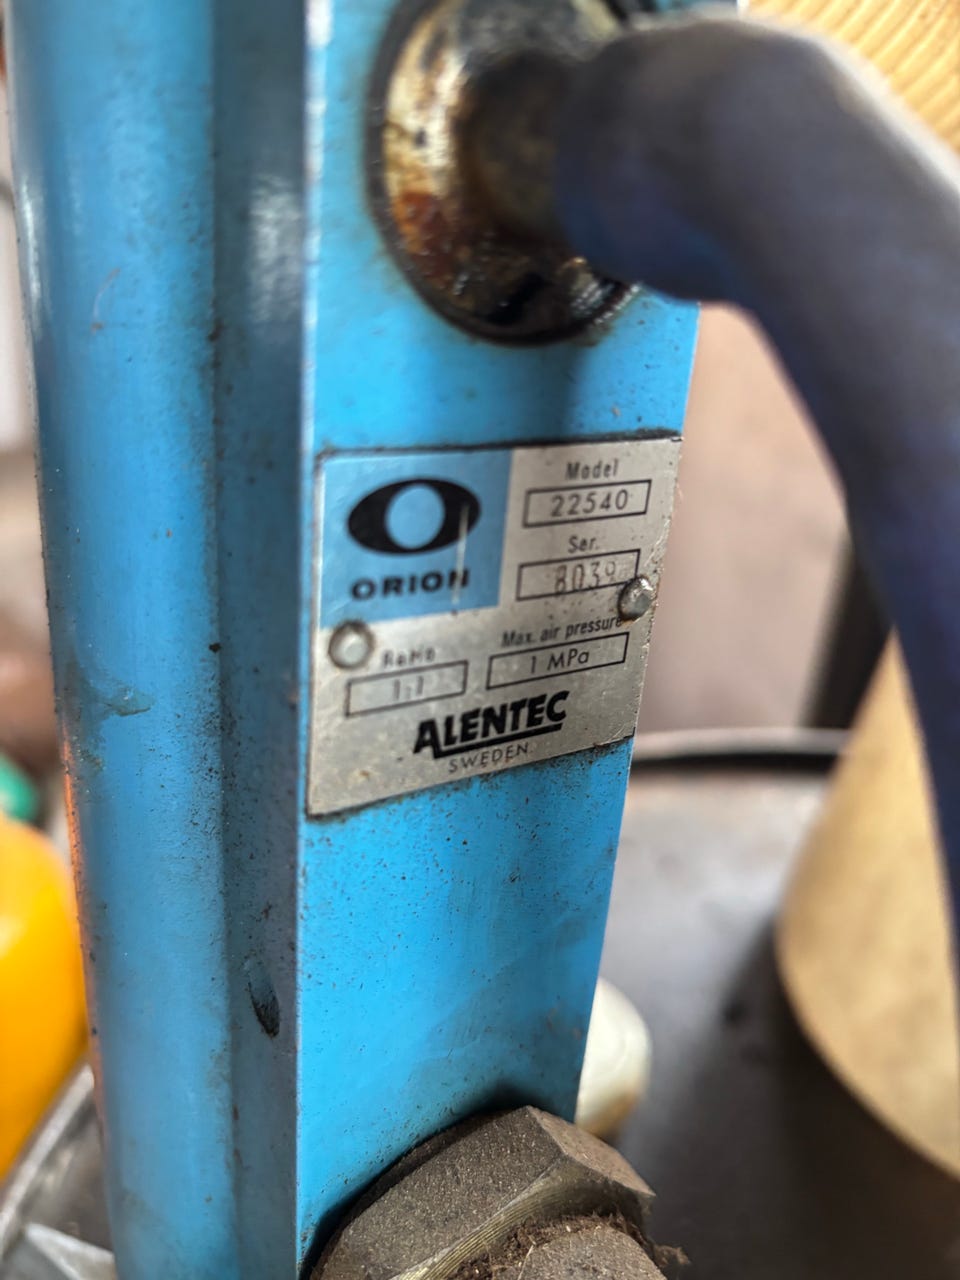 ORION
Model
22540
Ser.
8039
Ratio
1:1
Max. air pressure
1 MPa
ALENTEC
SWEDEN